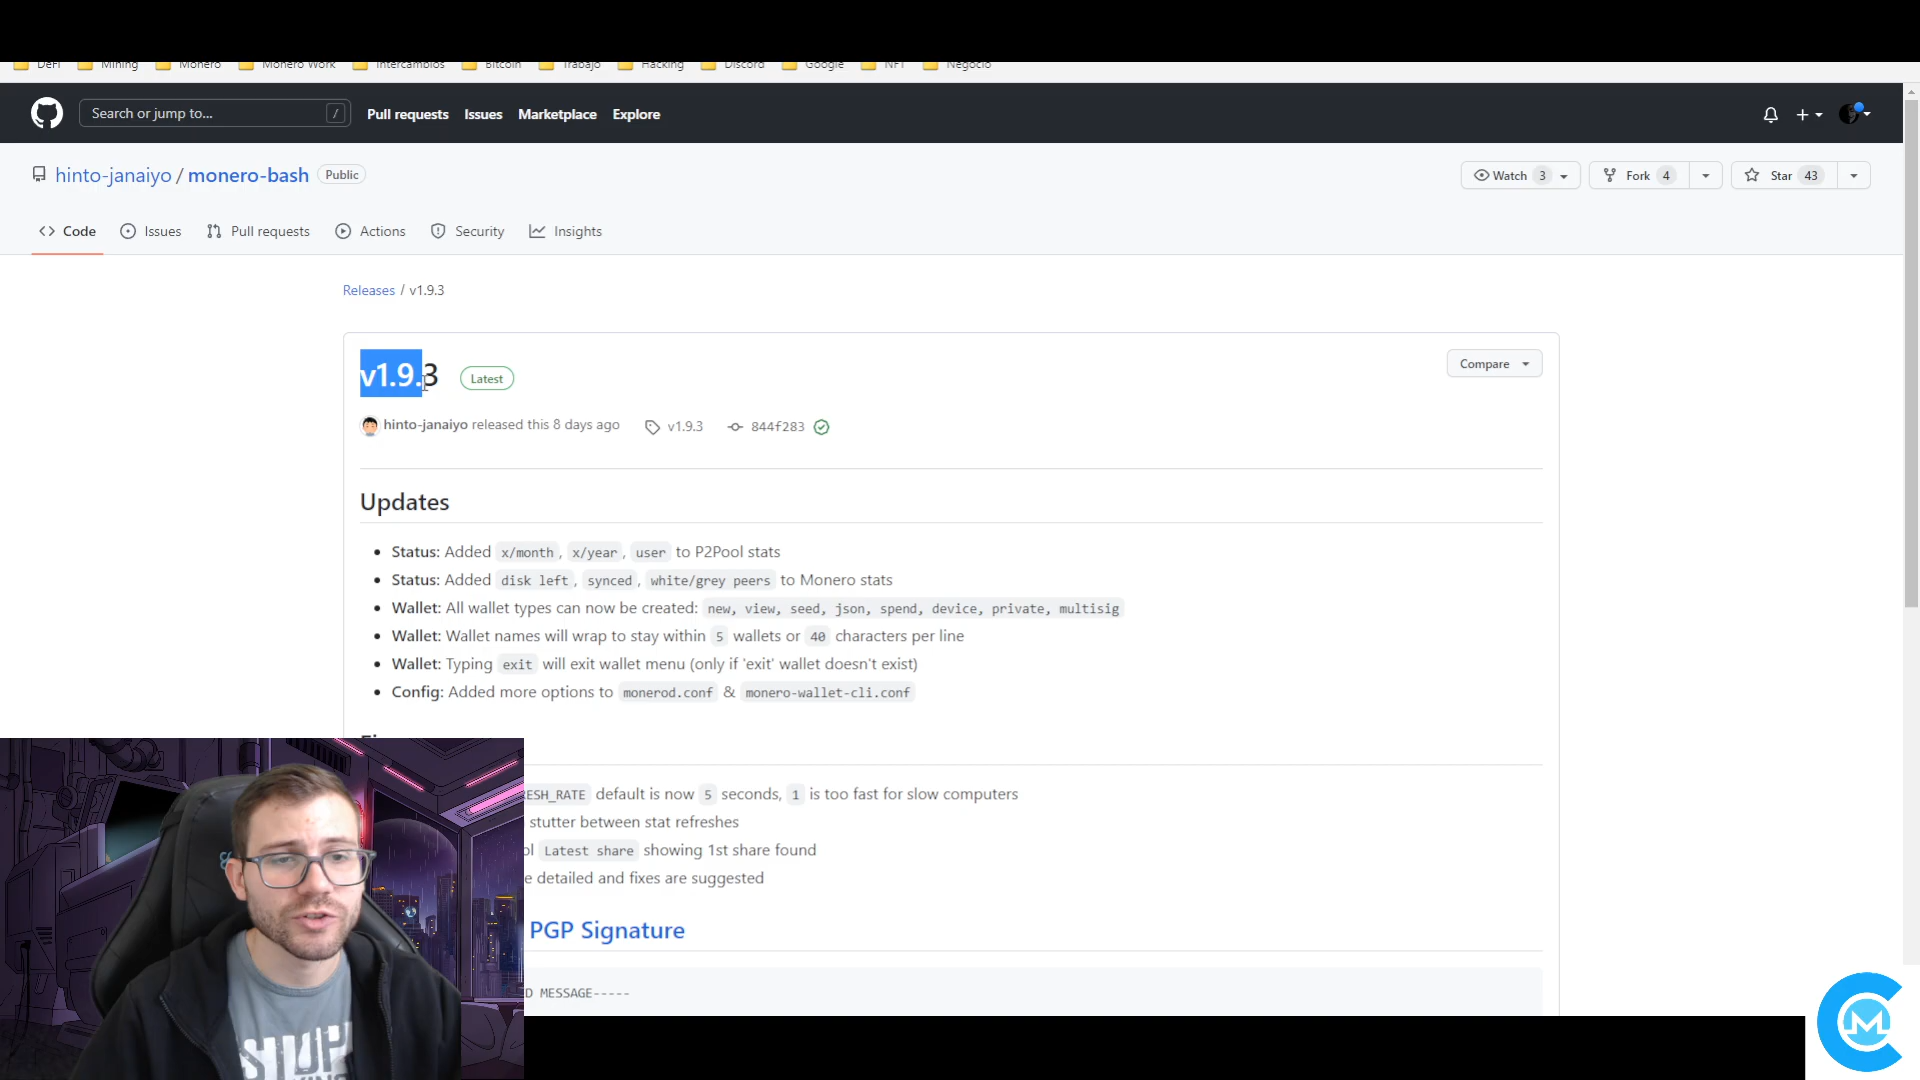 DeFi Mining Monero Monero Work Intercambios Bitcoin Trabajo Hacking Discord Google NFT Negocio
Search or jump to... / Pull requests Issues Marketplace Explore
hinto-janaiyo / monero-bash Public Watch 3 Fork 4 Star 43
Code Issues Pull requests Actions Security Insights
Releases / v1.9.3
v1.9.3 Latest Compare
hinto-janaiyo released this 8 days ago v1.9.3 844f283
Updates
Status: Added x/month, x/year, user to P2Pool stats
Status: Added disk left, synced, white/grey peers to Monero stats
Wallet: All wallet types can now be created: new, view, seed, json, spend, device, private, multisig
Wallet: Wallet names will wrap to stay within 5 wallets or 40 characters per line
Wallet: Typing exit will exit wallet menu (only if 'exit' wallet doesn't exist)
Config: Added more options to monerod.conf & monero-wallet-cli.conf
ESH_RATE default is now 5 seconds, 1 is too fast for slow computers
stutter between stat refreshes
ol Latest share showing 1st share found
e detailed and fixes are suggested
PGP Signature
D MESSAGE-----